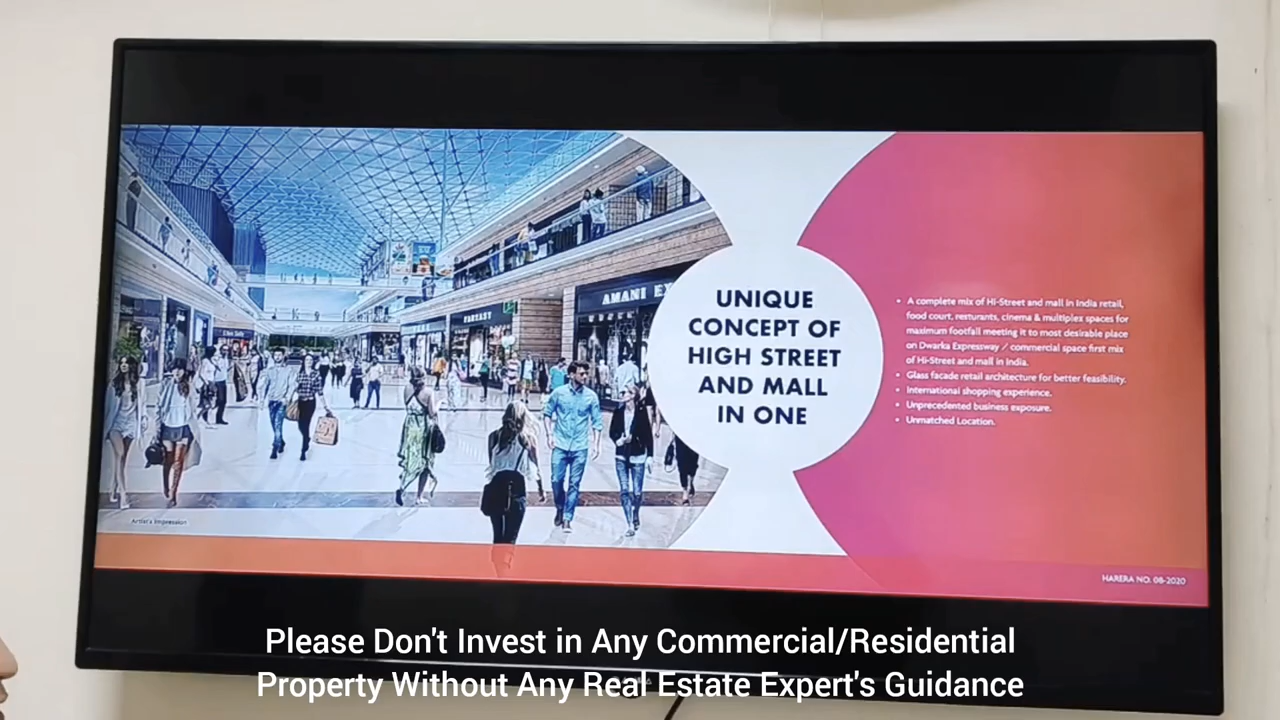 AMANI
FANTASY
UNIQUE
CONCEPT OF
HIGH STREET
AND MALL
IN ONE
• A complete mix of Hi-Street and mall in India retail,
food court, resturants, cinema & multiplex spaces for
maximum footfall meeting it to most desirable place
on Dwarka Expressway / commercial space first mix
of Hi-Street and mall in India.
• Glass facade retail architecture for better feasibility.
• International shopping experience.
• Unprecedented business exposure.
• Unmatched Location.
Artist's Impression
HARERA NO. 08-2020
Please Don't Invest in Any Commercial/Residential
Property Without Any Real Estate Expert's Guidance